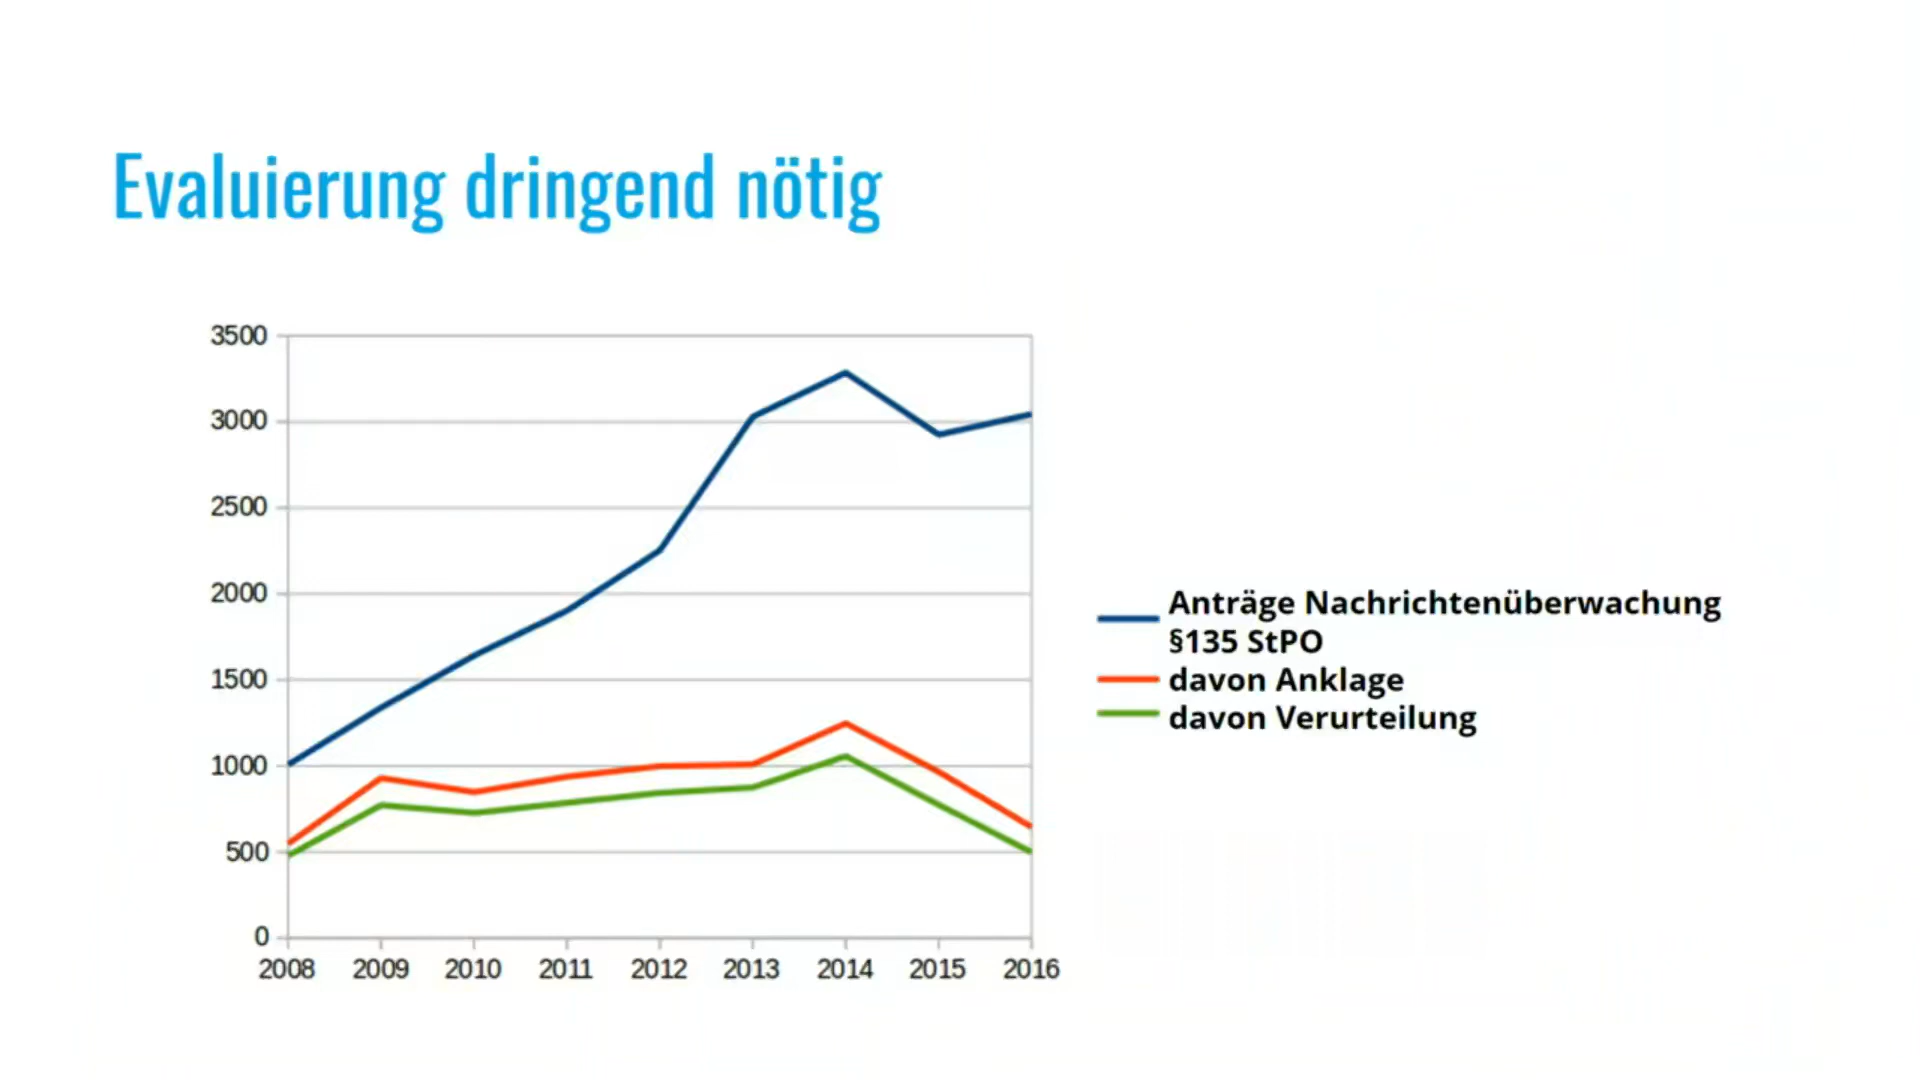 Evaluierung dringend nötig
3500
3000
2500
2000
1500
1000
500
0
2008 2009 2010 2011 2012 2013 2014 2015 2016
Anträge Nachrichtenüberwachung
§135 StPO
davon Anklage
davon Verurteilung